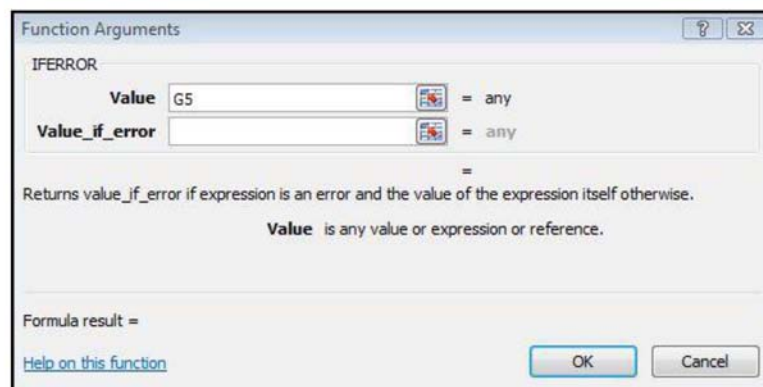 Function Arguments
IFERROR
Value G5 = any
Value_if_error = any
=
Returns value_if_error if expression is an error and the value of the expression itself otherwise.
Value is any value or expression or reference.
Formula result =
Help on this function OK Cancel